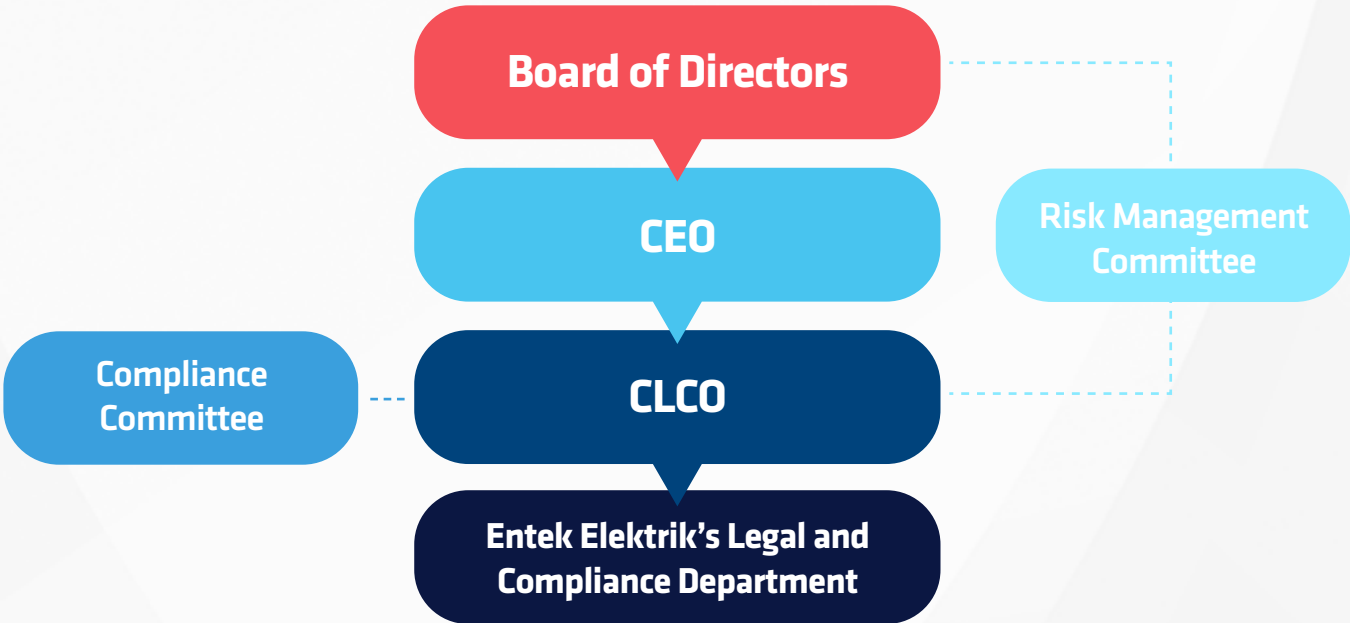 Board of Directors
CEO
Risk Management
Committee
Compliance
Committee
CLCO
Entek Elektrik’s Legal and
Compliance Department